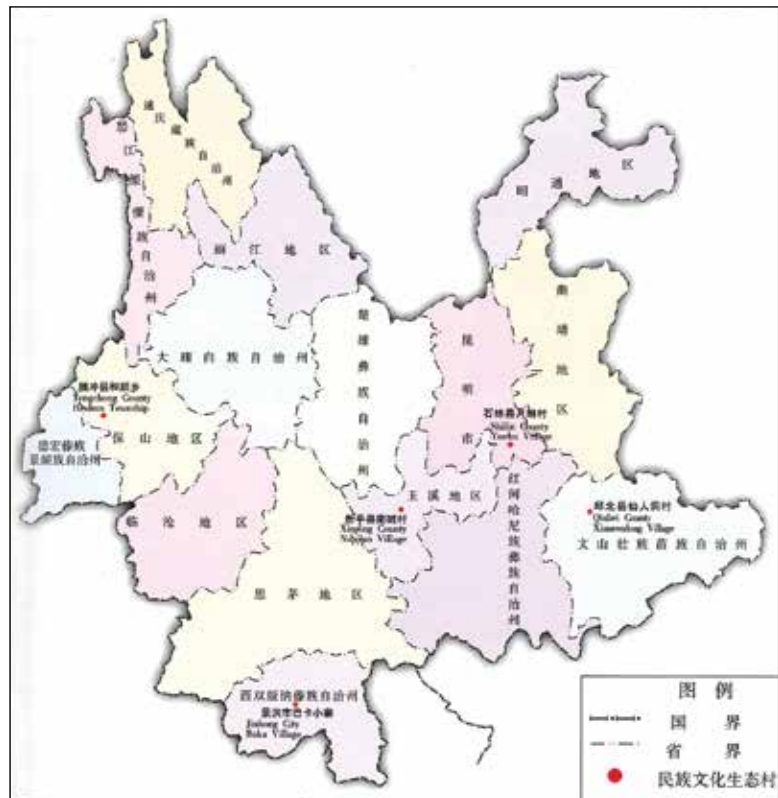 迪庆藏族自治州
怒江傈僳族自治州
丽江地区
昭通地区
曲靖地区
大理白族自治州
楚雄彝族自治州
昆明市
腾冲县和顺乡
Tengchong County
Heshun Township
保山地区
德宏傣族
景颇族自治州
石林县月湖村
Shilin County
Yuehu Village
临沧地区
玉溪地区
红河哈尼族彝族自治州
新平县南碱村
Xinping County
Nanjian Village
丘北县仙人洞村
Qiubei County
Xianrendong Village
文山壮族苗族自治州
思茅地区
西双版纳傣族自治州
景洪市巴卡小寨
Jinhong City
Baka Village
图例
国界
省界
民族文化生态村